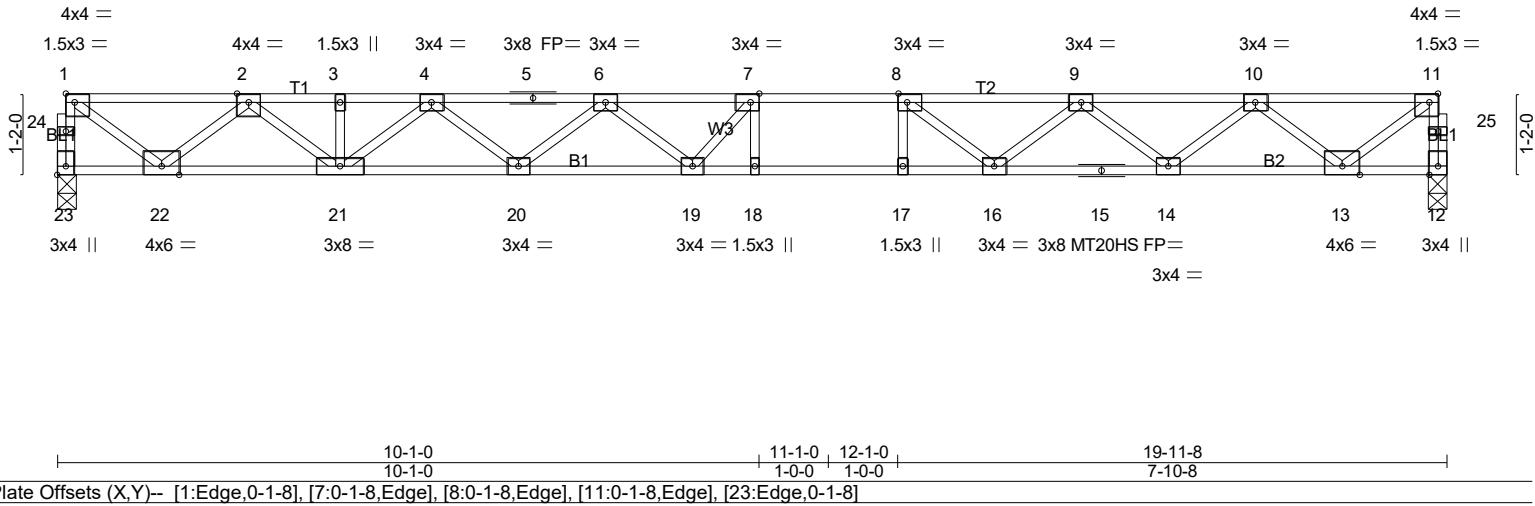 4x4 = 4x4 =
1.5x3 = 4x4 = 1.5x3 || 3x4 = 3x8 FP= 3x4 = 3x4 = 3x4 = 3x4 = 3x4 = 1.5x3 =
1 2 3 4 5 6 7 8 9 10 11
T1 T2
1-2-0 24 BL1 W3 BL1 25 1-2-0
B1 B2
23 22 21 20 19 18 17 16 15 14 13 12
3x4 || 4x6 = 3x8 = 3x4 = 3x4 = 1.5x3 || 1.5x3 || 3x4 = 3x8 MT20HS FP= 4x6 = 3x4 ||
3x4 =
10-1-0 11-1-0 12-1-0 19-11-8
10-1-0 1-0-0 1-0-0 7-10-8
late Offsets (X,Y)-- [1:Edge,0-1-8], [7:0-1-8,Edge], [8:0-1-8,Edge], [11:0-1-8,Edge], [23:Edge,0-1-8]